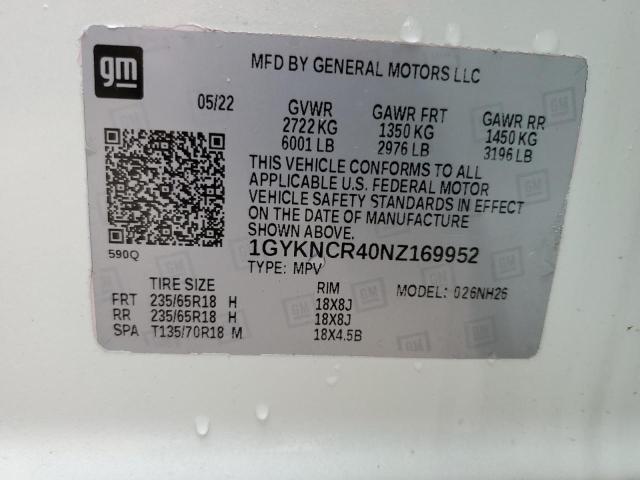 gm
MFD BY GENERAL MOTORS LLC
05/22 GVWR GAWR FRT GAWR RR
2722 KG 1350 KG 1450 KG
6001 LB 2976 LB 3196 LB
THIS VEHICLE CONFORMS TO ALL
APPLICABLE U.S. FEDERAL MOTOR
VEHICLE SAFETY STANDARDS IN EFFECT
ON THE DATE OF MANUFACTURE
SHOWN ABOVE.
590Q
1GYKNCR40NZ169952
TYPE: MPV
TIRE SIZE RIM MODEL: 026NH26
FRT 235/65R18 H 18X8J
RR 235/65R18 H 18X8J
SPA T135/70R18 M 18X4.5B